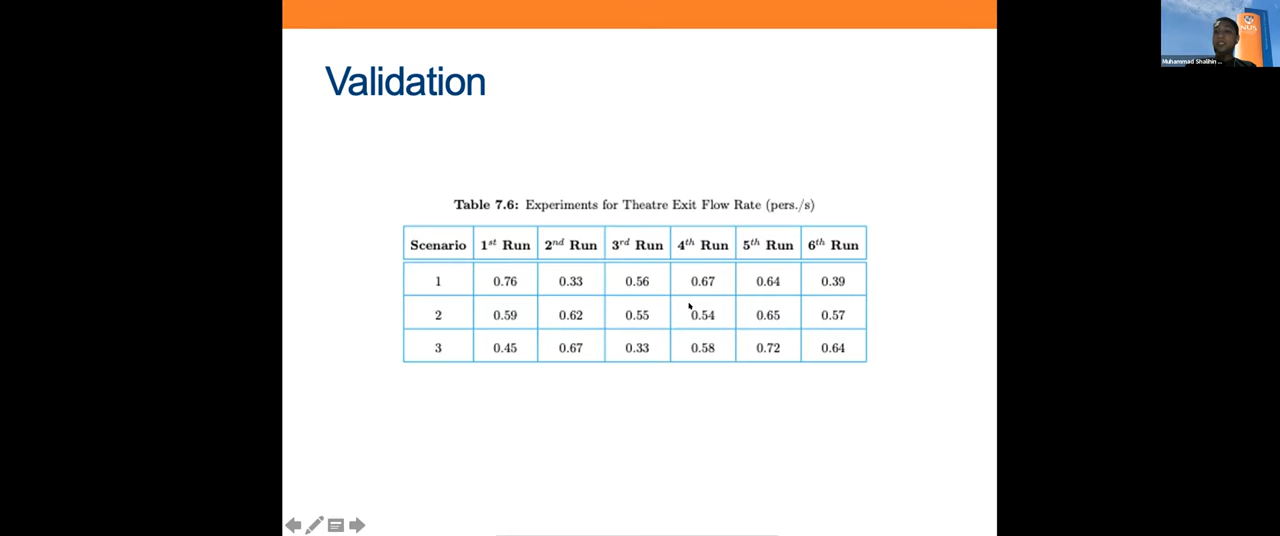 Validation
Table 7.6: Experiments for Theatre Exit Flow Rate (pers./s)
Scenario 1st Run 2nd Run 3rd Run 4th Run 5th Run 6th Run
1 0.76 0.33 0.56 0.67 0.64 0.39
2 0.59 0.62 0.55 0.54 0.65 0.57
3 0.45 0.67 0.33 0.58 0.72 0.64
NUS
Muhammad Shalihin ...